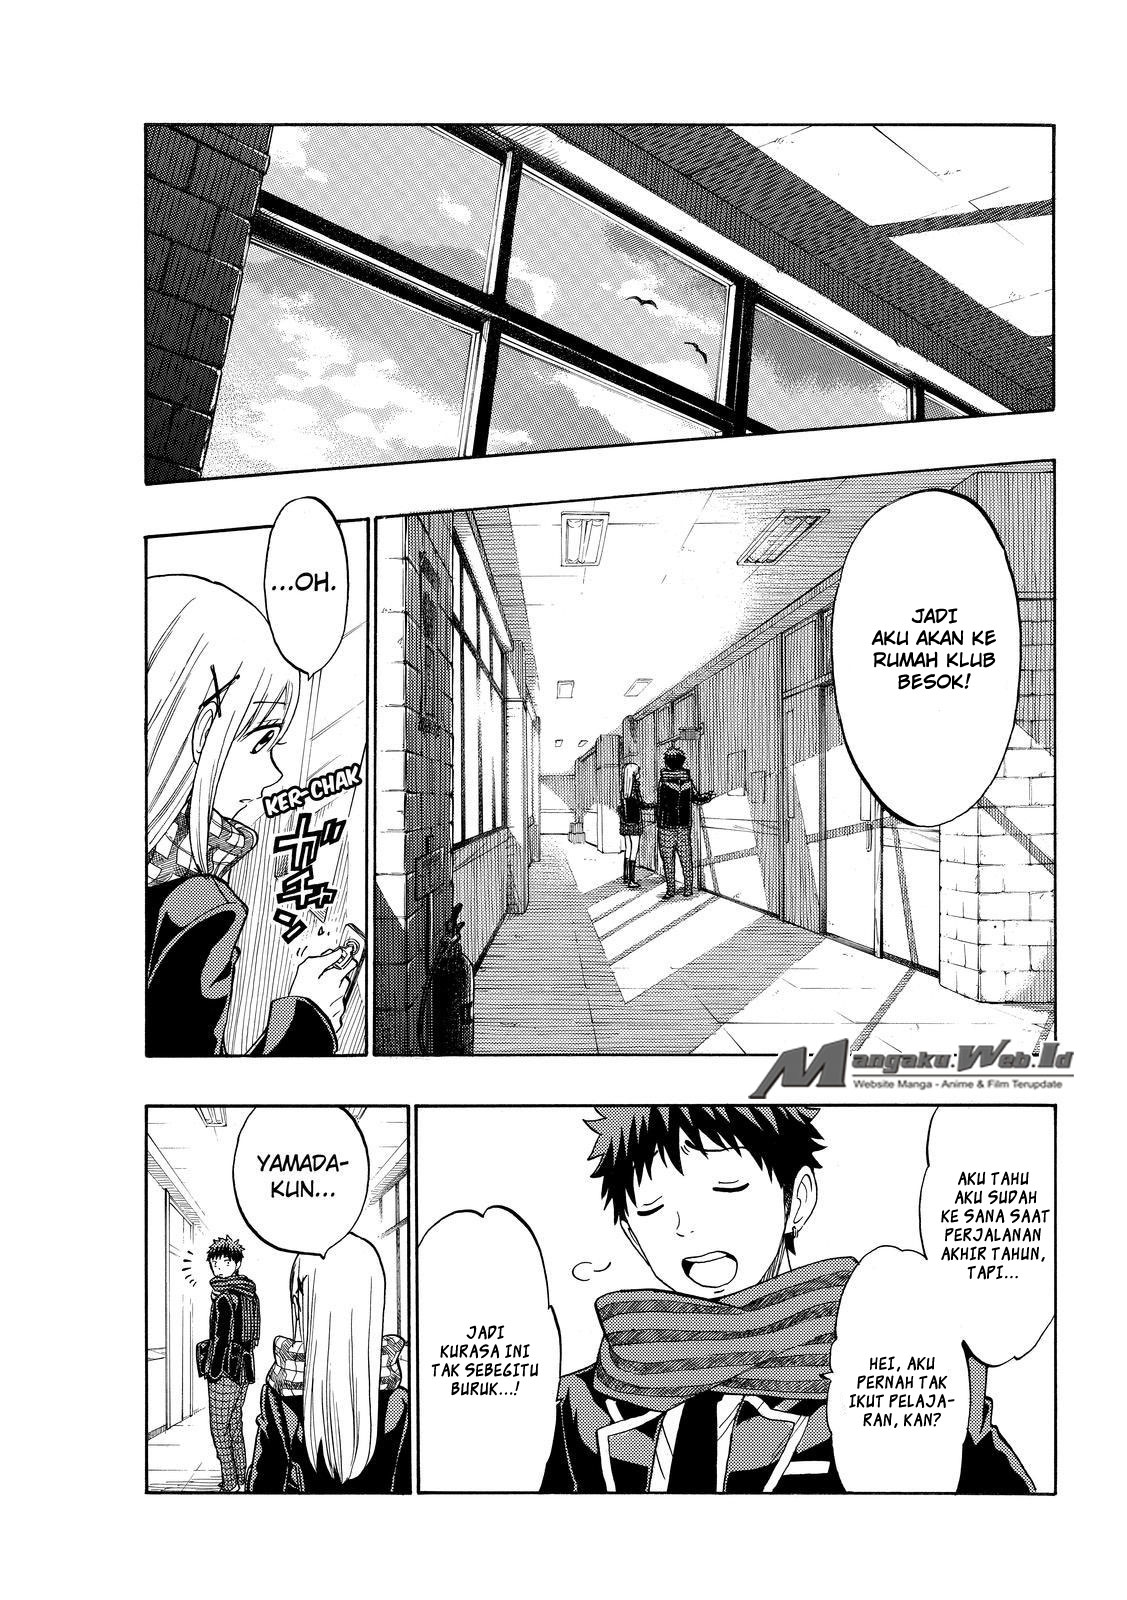 JADI
AKU AKAN KE
RUMAH KLUB
BESOK!
...OH.
KER-CHAK
ガチャン
Mangaku.Web.Id
Website Manga - Anime & Film Terupdate
AKU TAHU
AKU SUDAH
KE SANA SAAT
PERJALANAN
AKHIR TAHUN,
TAPI...
HEI, AKU
PERNAH TAK
IKUT PELAJA-
RAN, KAN?
JADI
KURASA INI
TAK SEBEGITU
BURUK...!
YAMADA-
KUN...